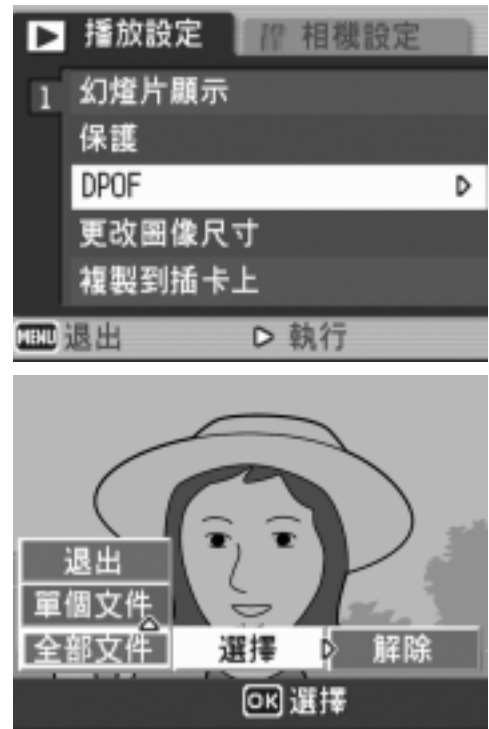 播放設定 相機設定
1 幻燈片顯示
保護
DPOF
更改圖像尺寸
複製到插卡上
MENU 退出 執行
退出
單個文件
全部文件 選擇 解除
OK 選擇